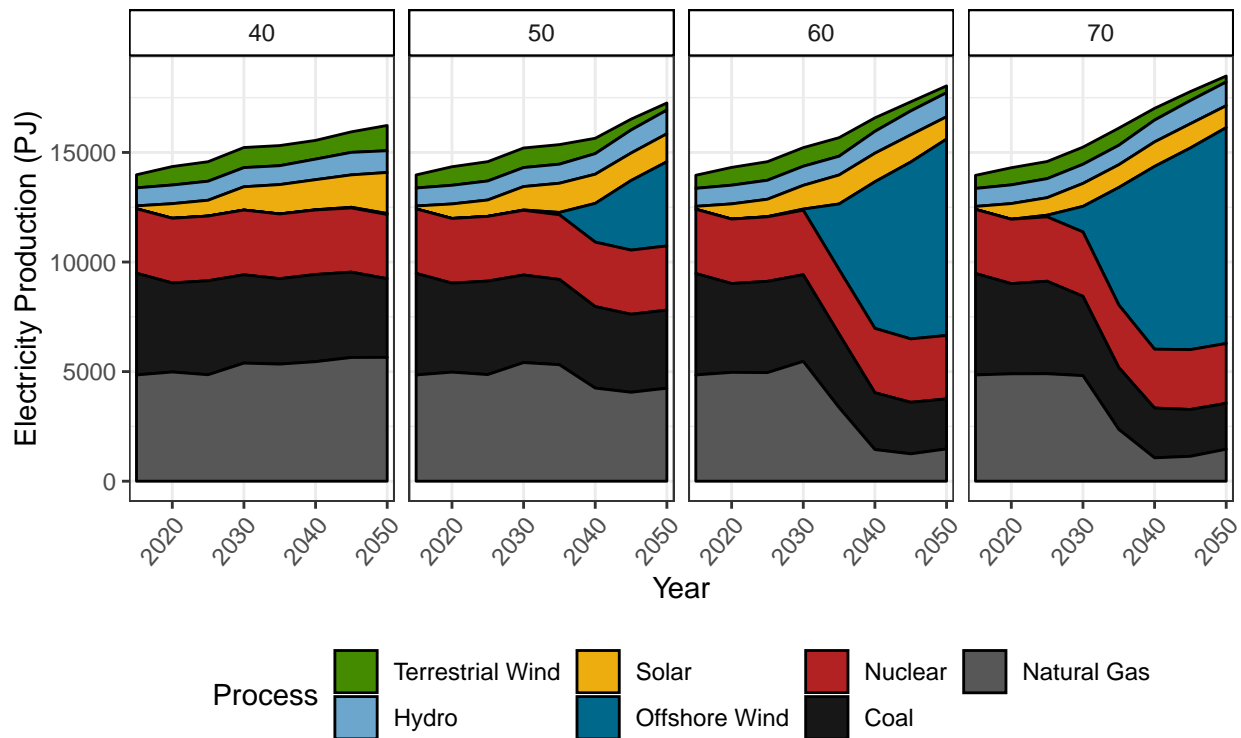 40 50 60 70
Electricity Production (PJ)
15000
10000
5000
0
2020 2030 2040 2050 2020 2030 2040 2050 2020 2030 2040 2050 2020 2030 2040 2050
Year
Process
Terrestrial Wind Solar Nuclear Natural Gas
Hydro Offshore Wind Coal